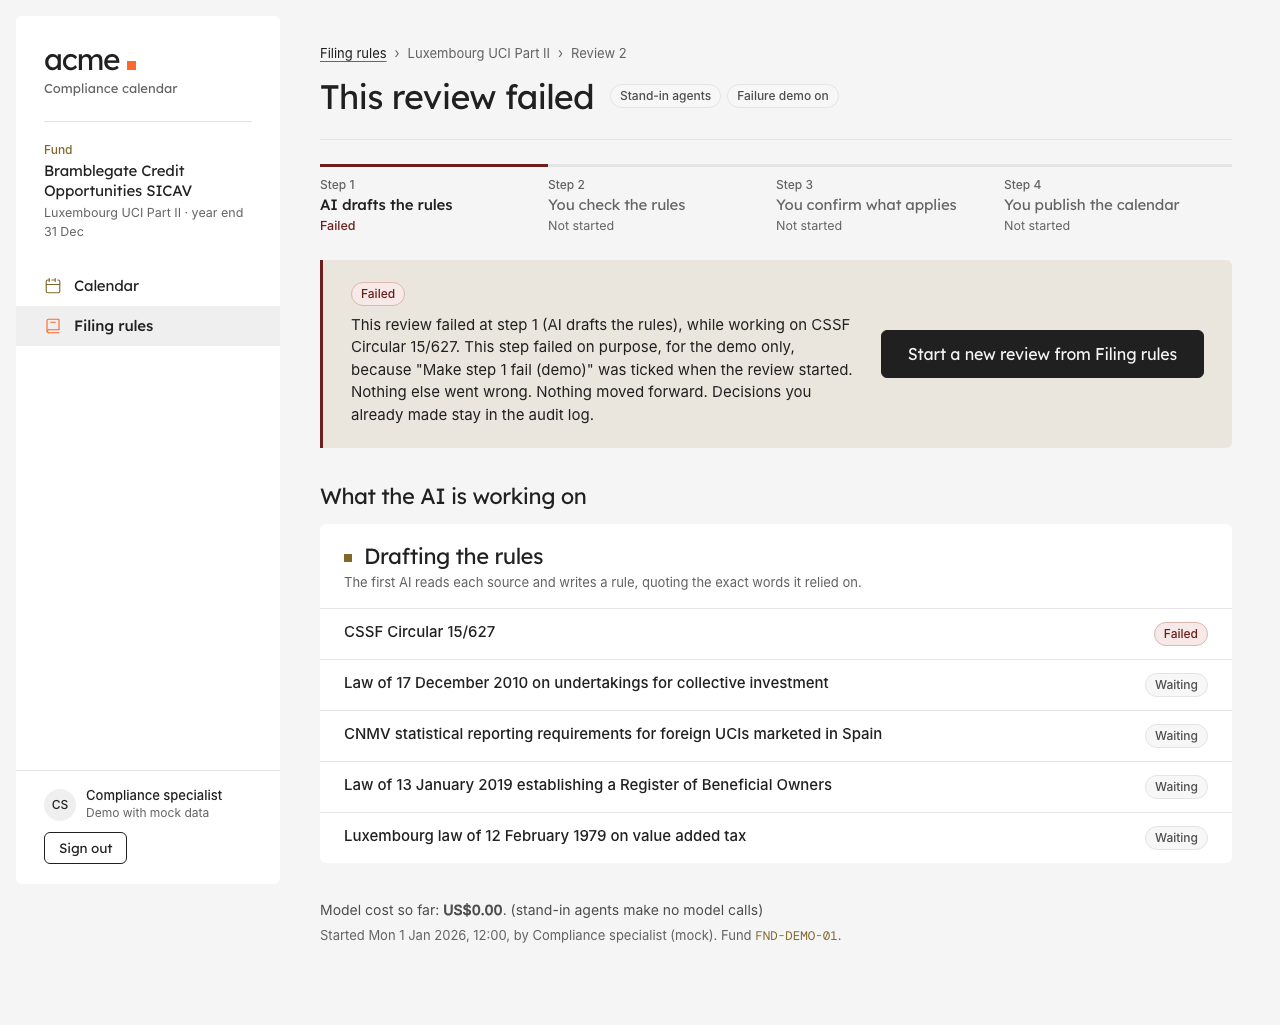 acme
Compliance calendar
Fund
Bramblegate Credit
Opportunities SICAV
Luxembourg UCI Part II · year end
31 Dec
Calendar
Filing rules
CS
Compliance specialist
Demo with mock data
Sign out
Filing rules › Luxembourg UCI Part II › Review 2
This review failed
Stand-in agents
Failure demo on
Step 1
AI drafts the rules
Failed
Step 2
You check the rules
Not started
Step 3
You confirm what applies
Not started
Step 4
You publish the calendar
Not started
Failed
This review failed at step 1 (AI drafts the rules), while working on CSSF
Circular 15/627. This step failed on purpose, for the demo only,
because "Make step 1 fail (demo)" was ticked when the review started.
Nothing else went wrong. Nothing moved forward. Decisions you
already made stay in the audit log.
Start a new review from Filing rules
What the AI is working on
Drafting the rules
The first AI reads each source and writes a rule, quoting the exact words it relied on.
CSSF Circular 15/627
Failed
Law of 17 December 2010 on undertakings for collective investment
Waiting
CNMV statistical reporting requirements for foreign UCIs marketed in Spain
Waiting
Law of 13 January 2019 establishing a Register of Beneficial Owners
Waiting
Luxembourg law of 12 February 1979 on value added tax
Waiting
Model cost so far: US$0.00. (stand-in agents make no model calls)
Started Mon 1 Jan 2026, 12:00, by Compliance specialist (mock). Fund FND-DEMO-01.